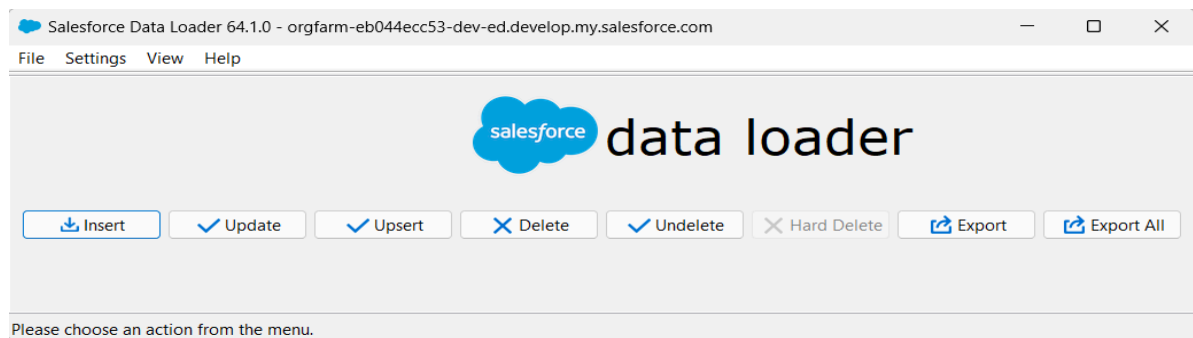 Salesforce Data Loader 64.1.0 - orgfarm-eb044ecc53-dev-ed.develop.my.salesforce.com
File Settings View Help
salesforce data loader
Insert Update Upsert Delete Undelete Hard Delete Export Export All
Please choose an action from the menu.